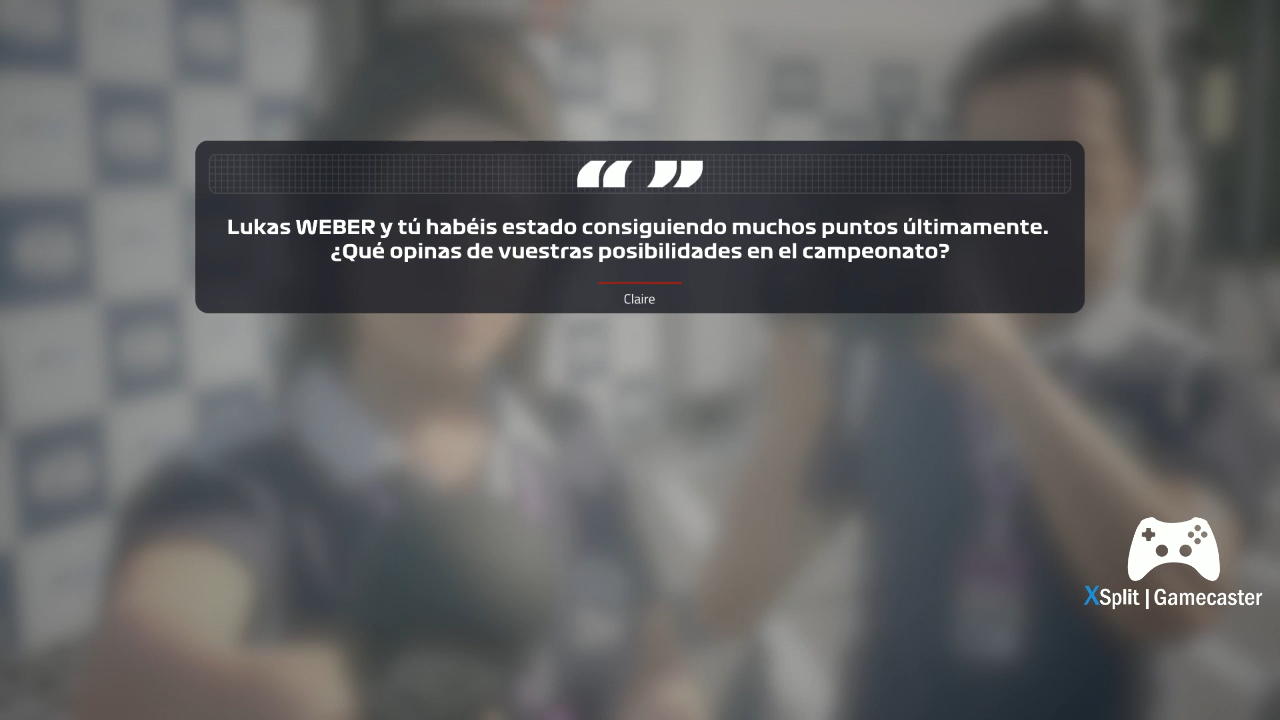 Lukas WEBER y tú habéis estado consiguiendo muchos puntos últimamente.
¿Qué opinas de vuestras posibilidades en el campeonato?
Claire
XSplit | Gamecaster